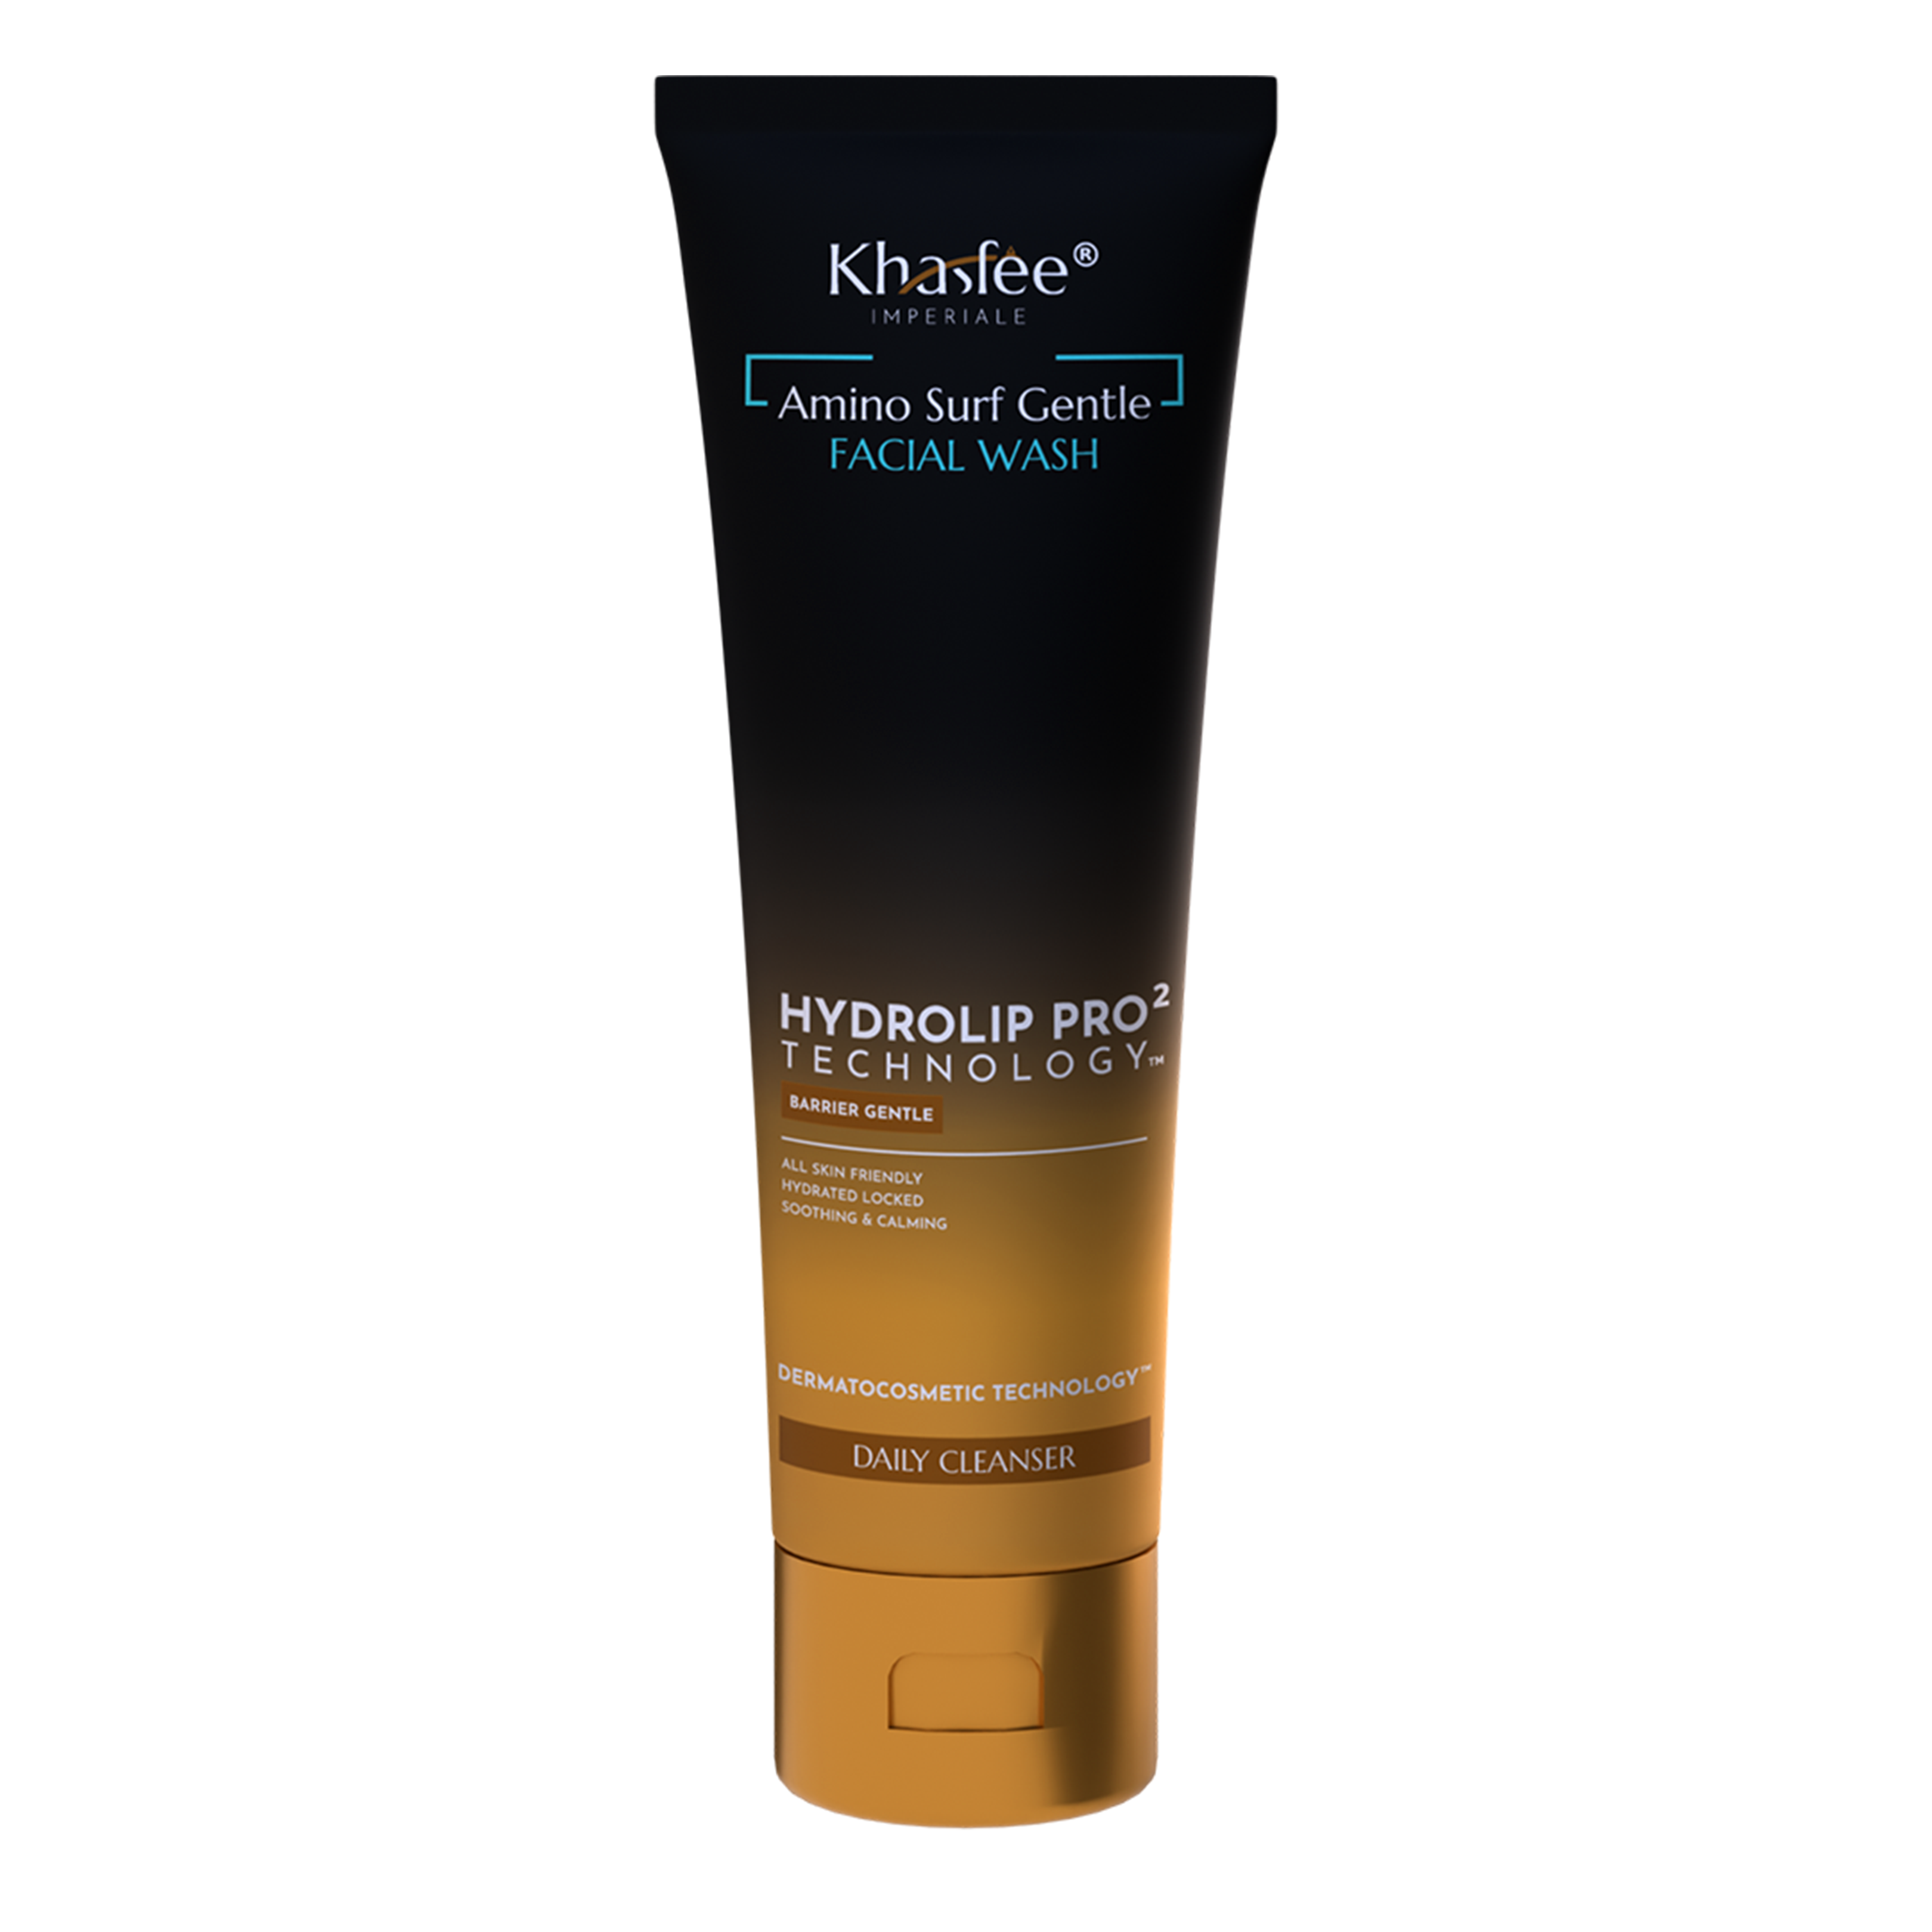 Khasfèe®
IMPERIALE
Amino Surf Gentle
FACIAL WASH
HYDROLIP PRO²
TECHNOLOGY™
BARRIER GENTLE
ALL SKIN FRIENDLY
HYDRATED LOCKED
SOOTHING & CALMING
DERMATOCOSMETIC TECHNOLOGY™
DAILY CLEANSER